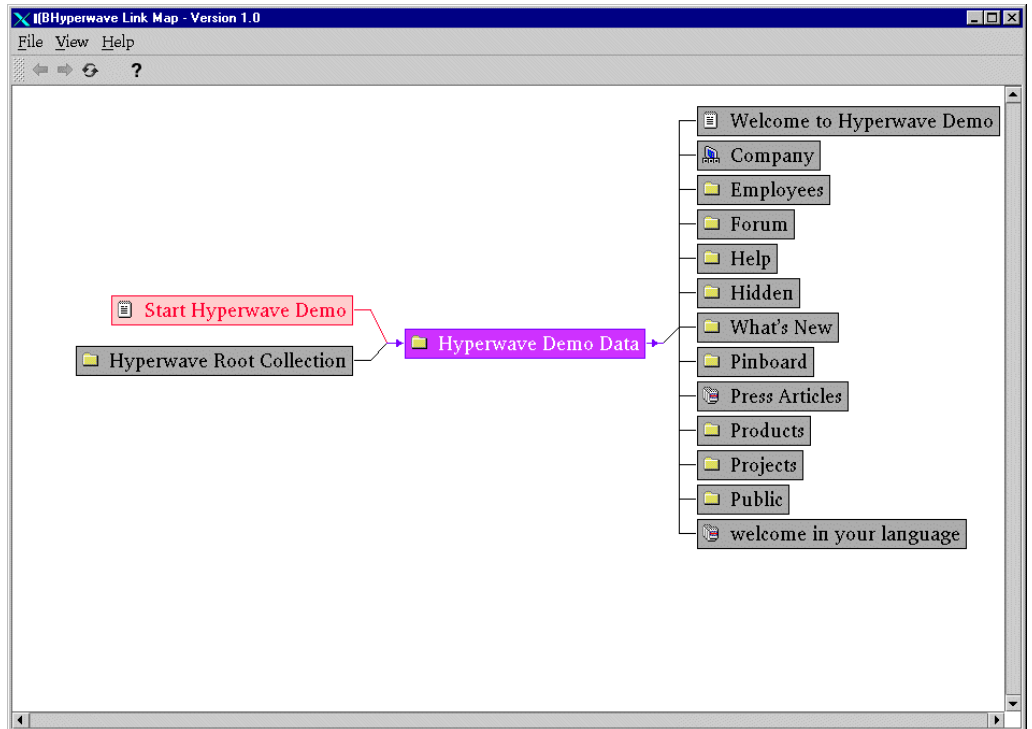 I(BHyperwave Link Map - Version 1.0
File View Help
?
Welcome to Hyperwave Demo
Company
Employees
Forum
Help
Hidden
Start Hyperwave Demo
What's New
Hyperwave Demo Data
Hyperwave Root Collection
Pinboard
Press Articles
Products
Projects
Public
welcome in your language